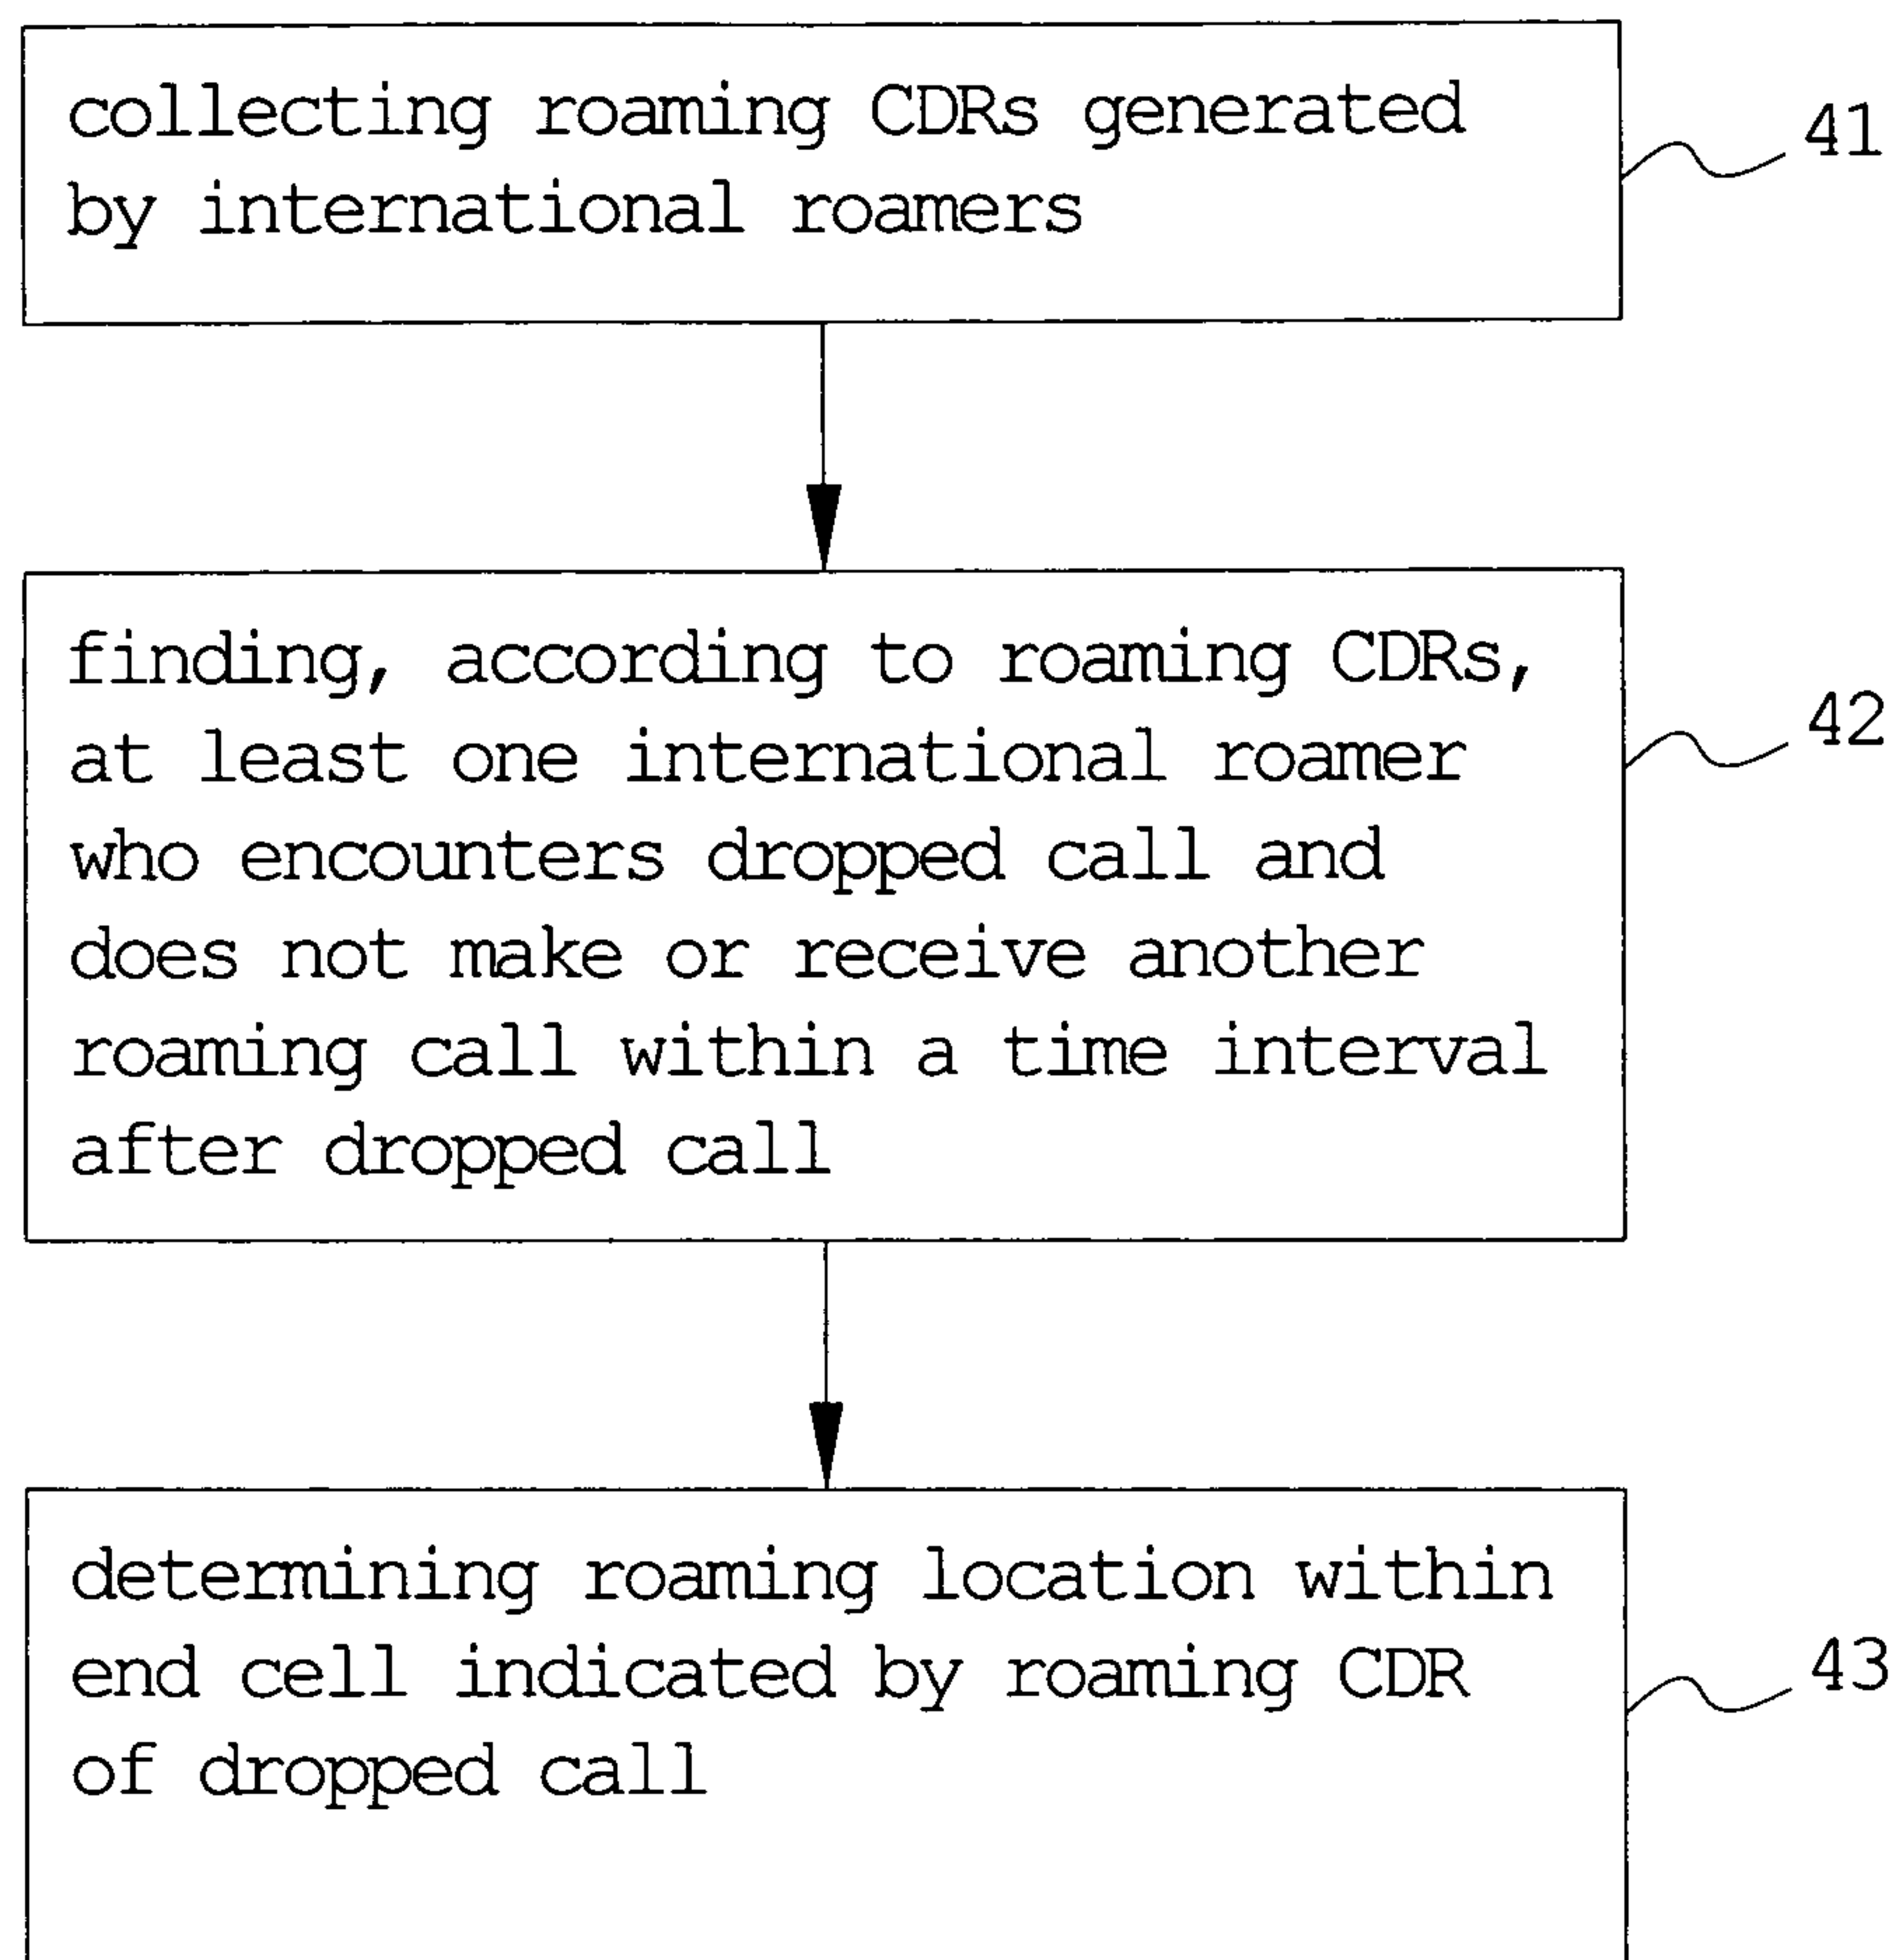 collecting roaming CDRs generated
by international roamers
41
finding, according to roaming CDRs,
at least one international roamer
who encounters dropped call and
does not make or receive another
roaming call within a time interval
after dropped call
42
determining roaming location within
end cell indicated by roaming CDR
of dropped call
43